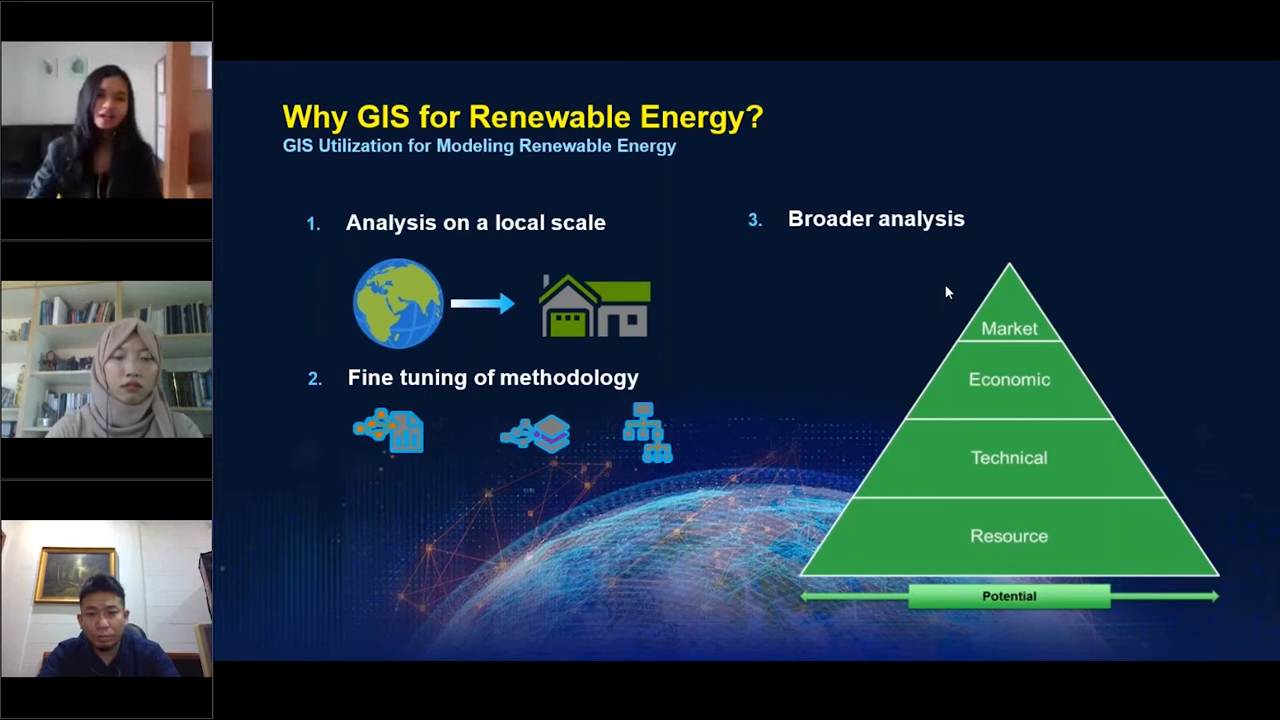 Why GIS for Renewable Energy?
GIS Utilization for Modeling Renewable Energy
1. Analysis on a local scale
2. Fine tuning of methodology
3. Broader analysis
Market
Economic
Technical
Resource
Potential